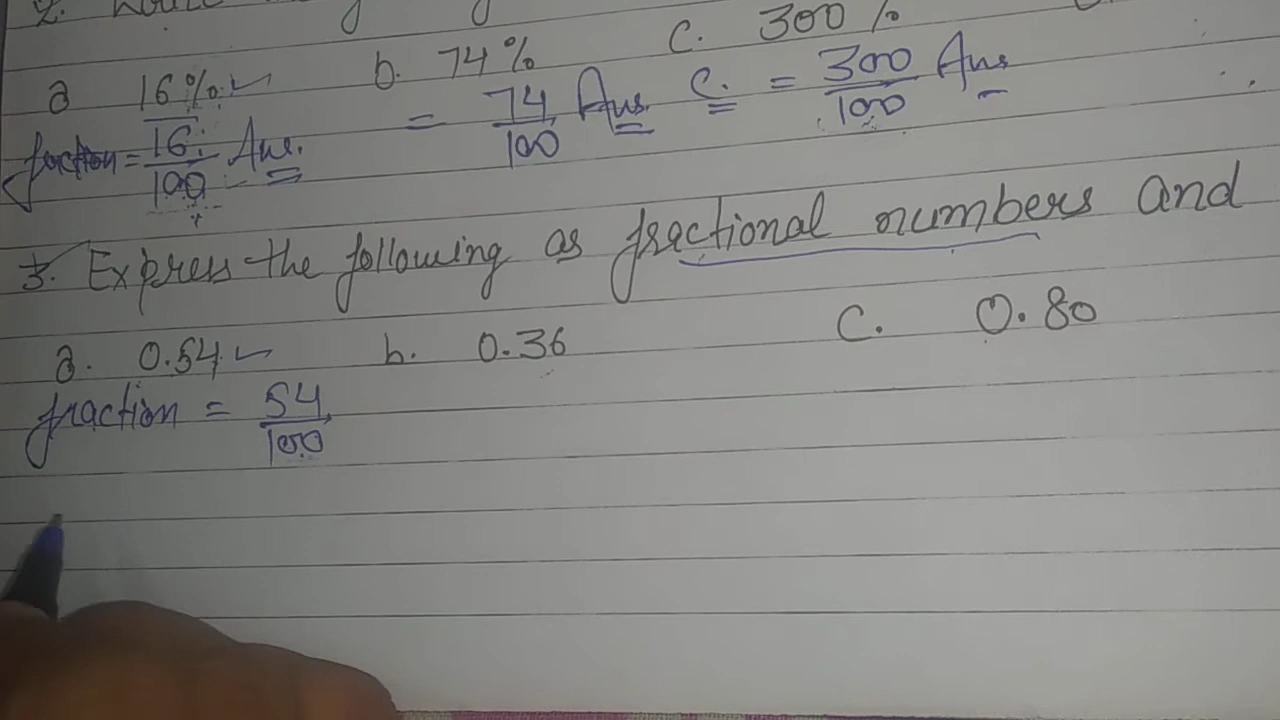 2.
a 16% b. 74% c. 300%
fraction = 16/100 Ans. = 74/100 Ans. C. = 300/100 Ans
3. Express the following as fractional numbers and
a. 0.54 b. 0.36 C. 0.80
fraction = 54/100